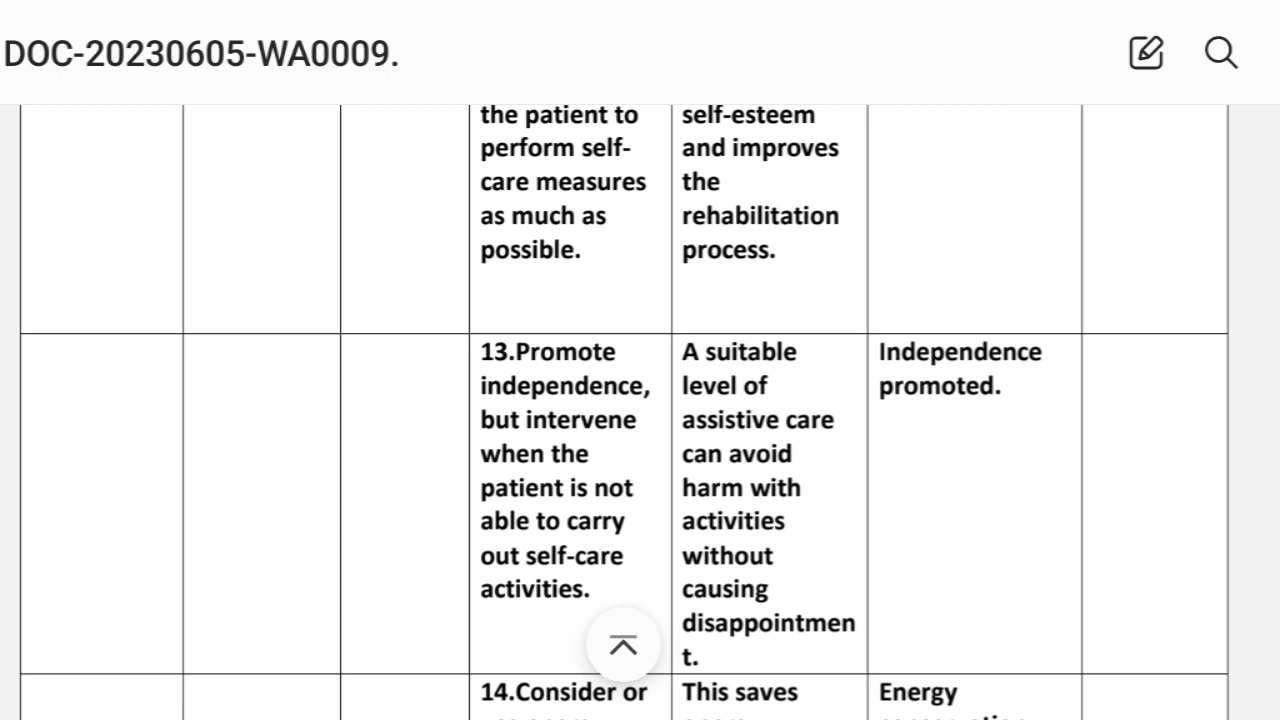 DOC-20230605-WA0009.
the patient to
perform self-
care measures
as much as
possible.
self-esteem
and improves
the
rehabilitation
process.
13.Promote
independence,
but intervene
when the
patient is not
able to carry
out self-care
activities.
A suitable
level of
assistive care
can avoid
harm with
activities
without
causing
disappointmen
t.
Independence
promoted.
14.Consider or
This saves
Energy